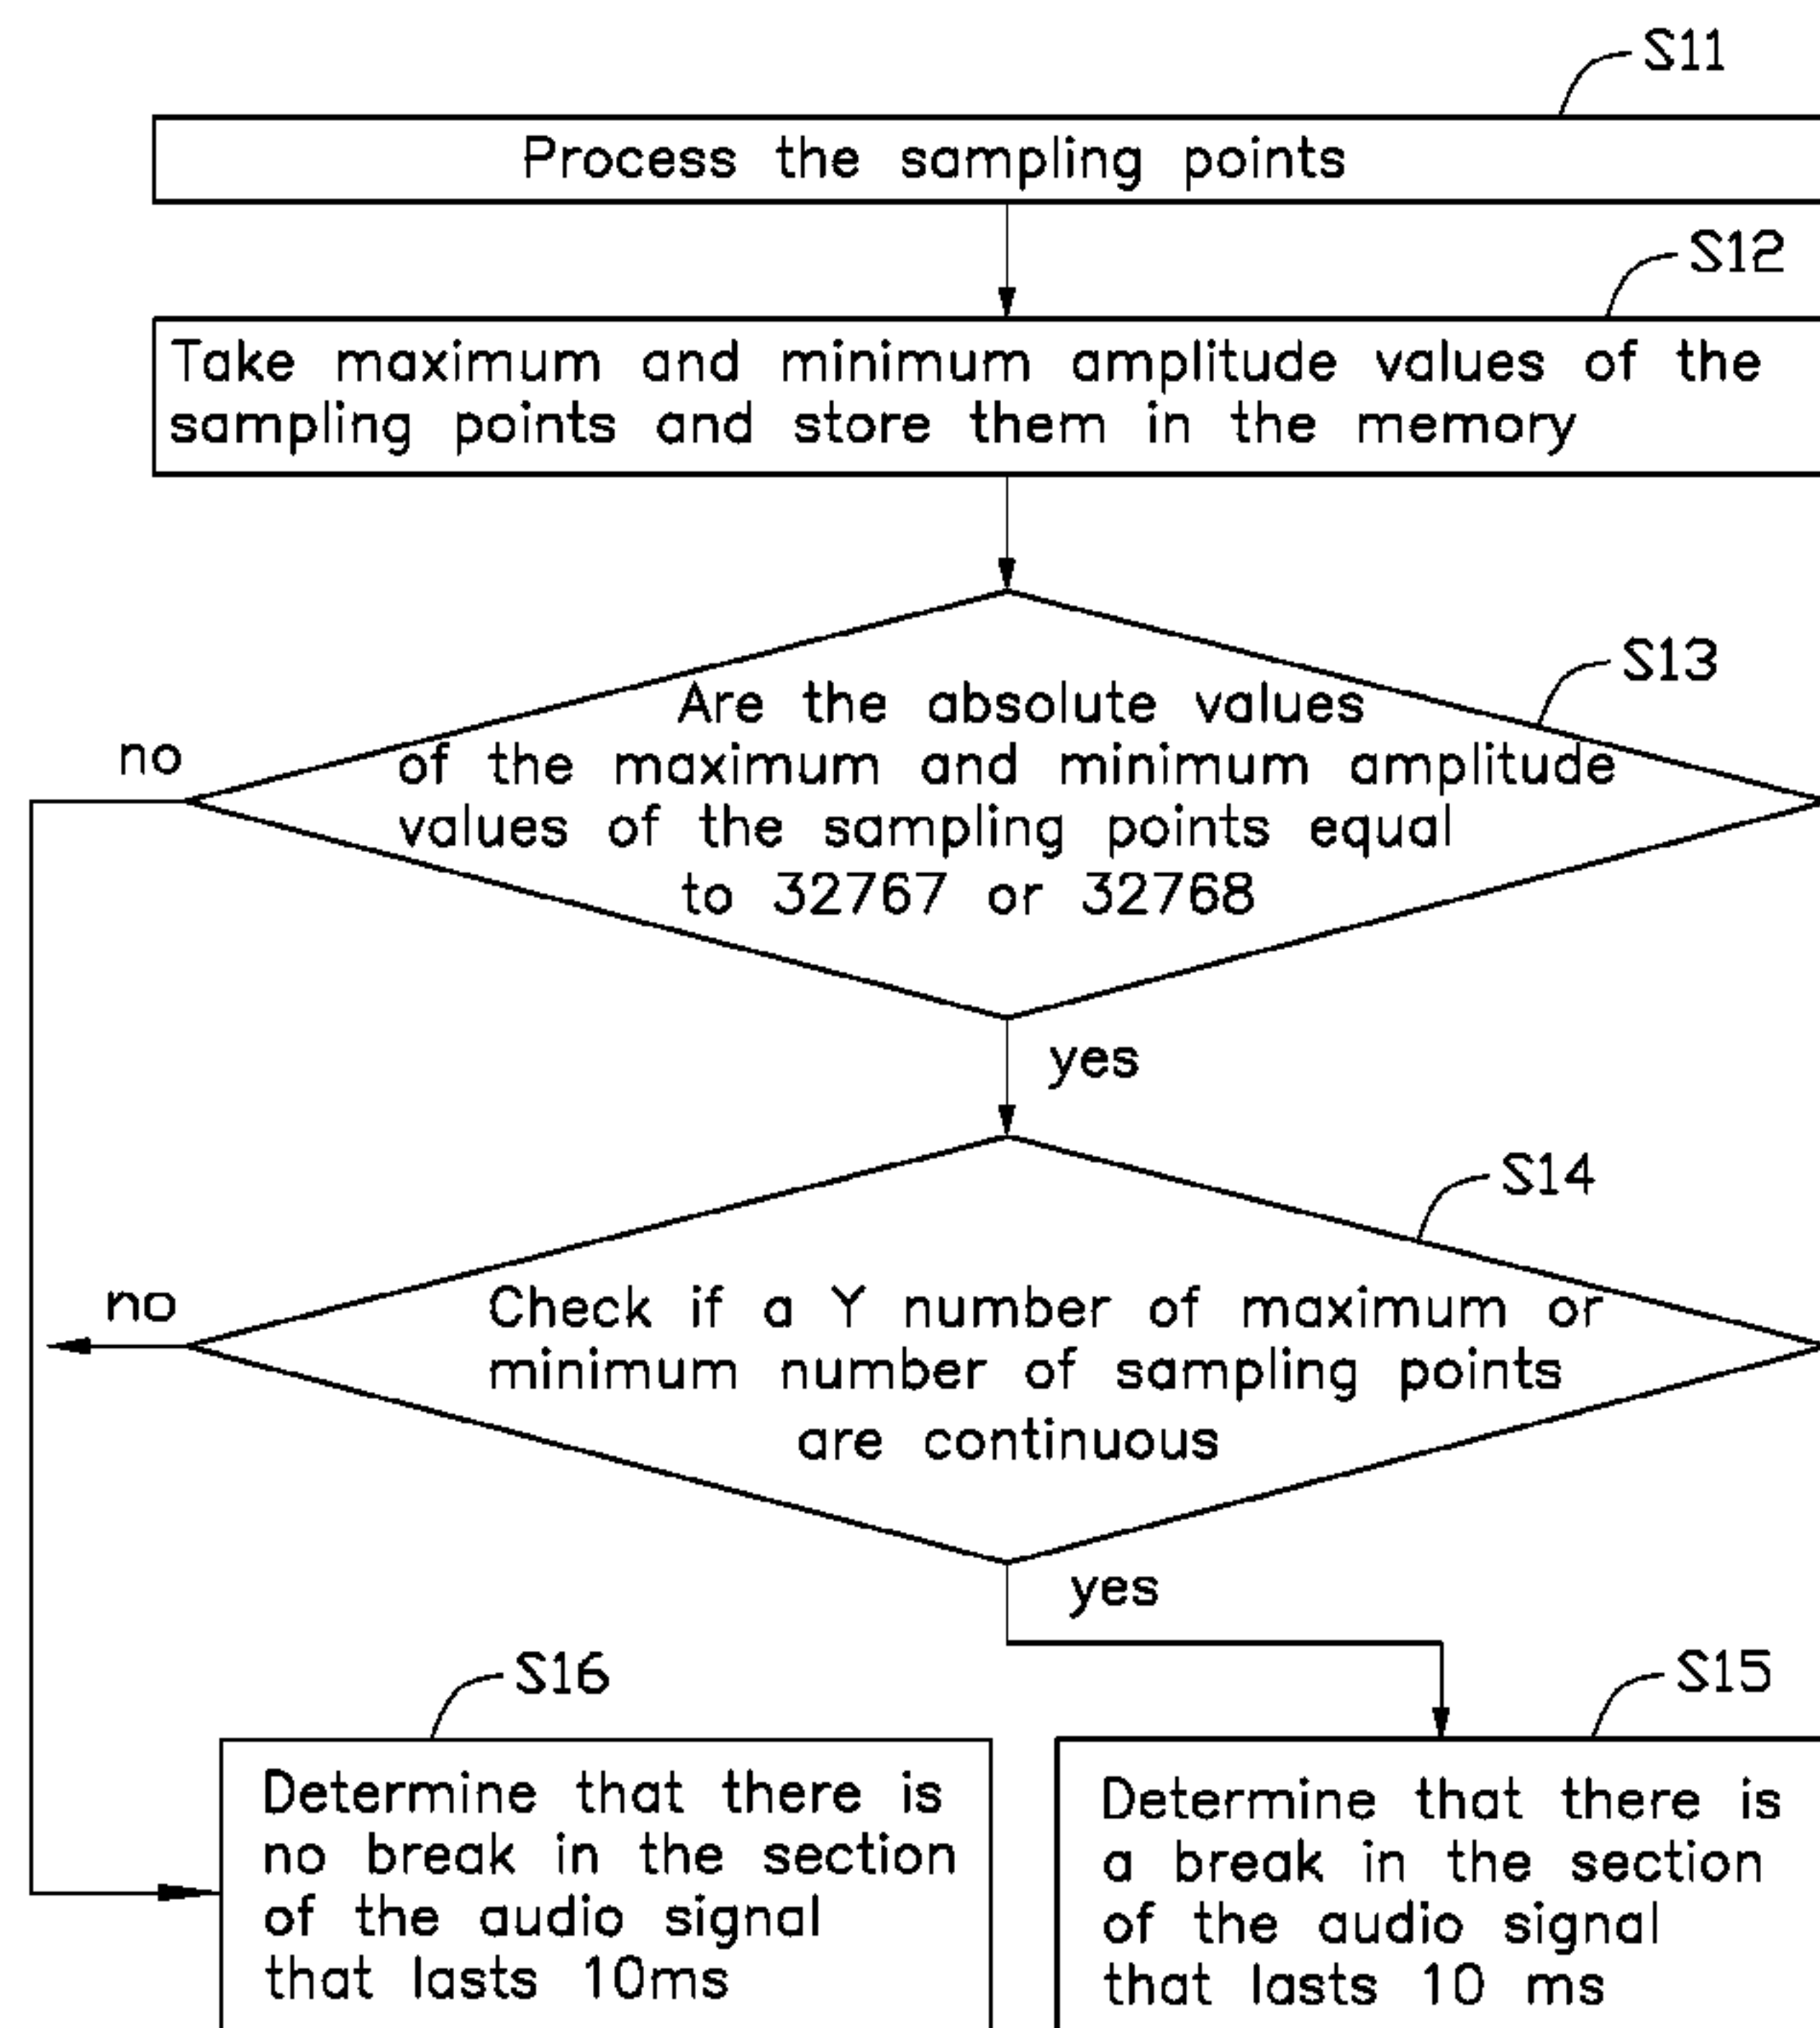 S11
Process the sampling points
S12
Take maximum and minimum amplitude values of the
sampling points and store them in the memory
S13
Are the absolute values
of the maximum and minimum amplitude
values of the sampling points equal
to 32767 or 32768
no
yes
S14
Check if a Y number of maximum or
minimum number of sampling points
are continuous
no
yes
S16
Determine that there is
no break in the section
of the audio signal
that lasts 10ms
S15
Determine that there is
a break in the section
of the audio signal
that lasts 10 ms